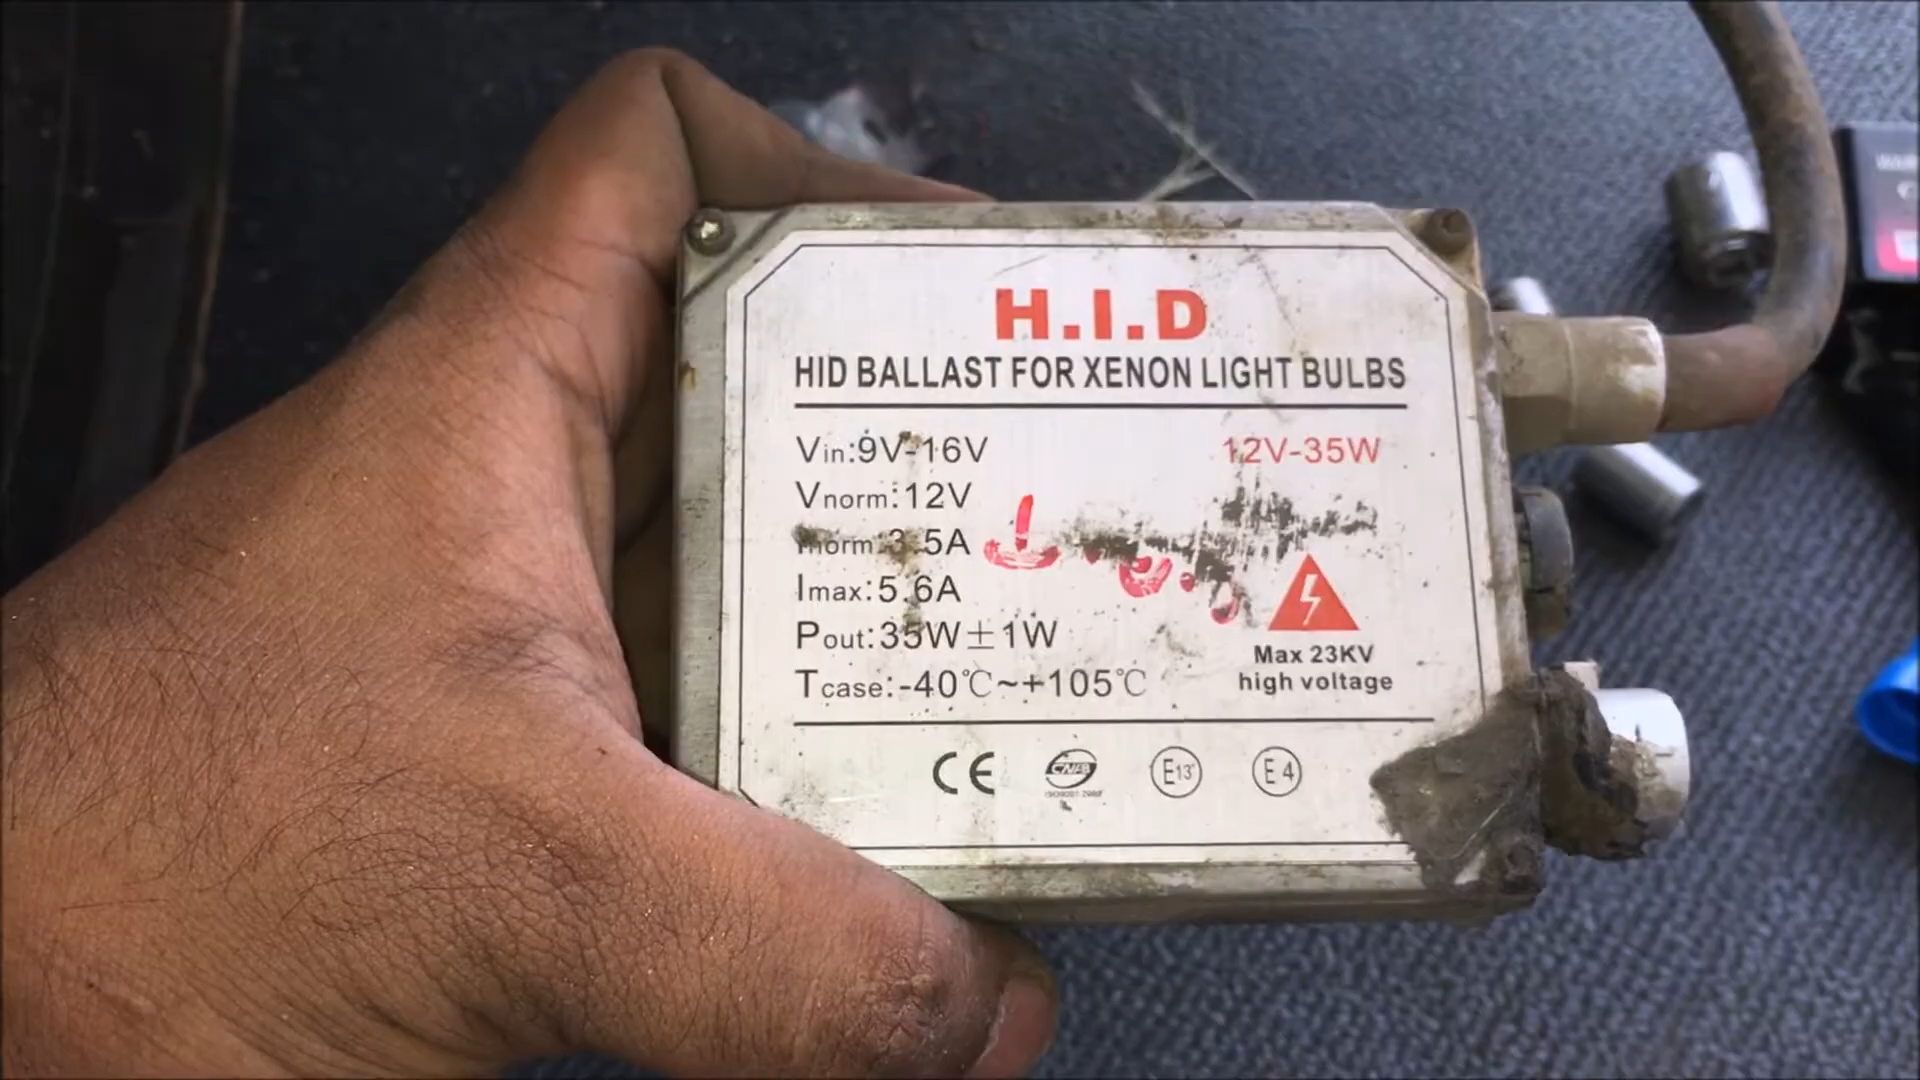 H.I.D
HID BALLAST FOR XENON LIGHT BULBS
Vin:9V-16V
12V-35W
Vnorm:12V
Inorm:3.5A
Imax:5.6A
Pout:35W±1W
Tcase:-40℃~+105℃
Max 23KV
high voltage
CE
E13
E4